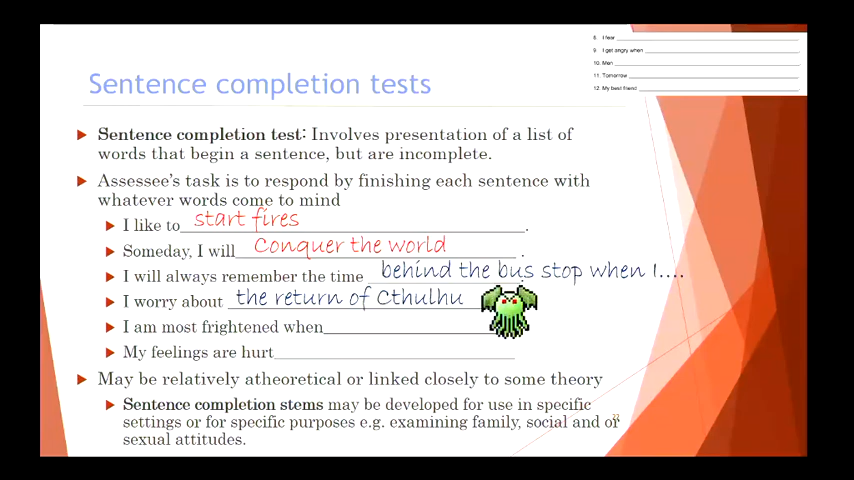 8. I fear
9. I get angry when
10. Men
11. Tomorrow
12. My best friend
Sentence completion tests
Sentence completion test: Involves presentation of a list of
words that begin a sentence, but are incomplete.
Assessee's task is to respond by finishing each sentence with
whatever words come to mind
I like to start fires.
Someday, I will Conquer the world.
I will always remember the time behind the bus stop when I....
I worry about the return of Cthulhu
I am most frightened when
My feelings are hurt
May be relatively atheoretical or linked closely to some theory
Sentence completion stems may be developed for use in specific
settings or for specific purposes e.g. examining family, social and or
sexual attitudes.